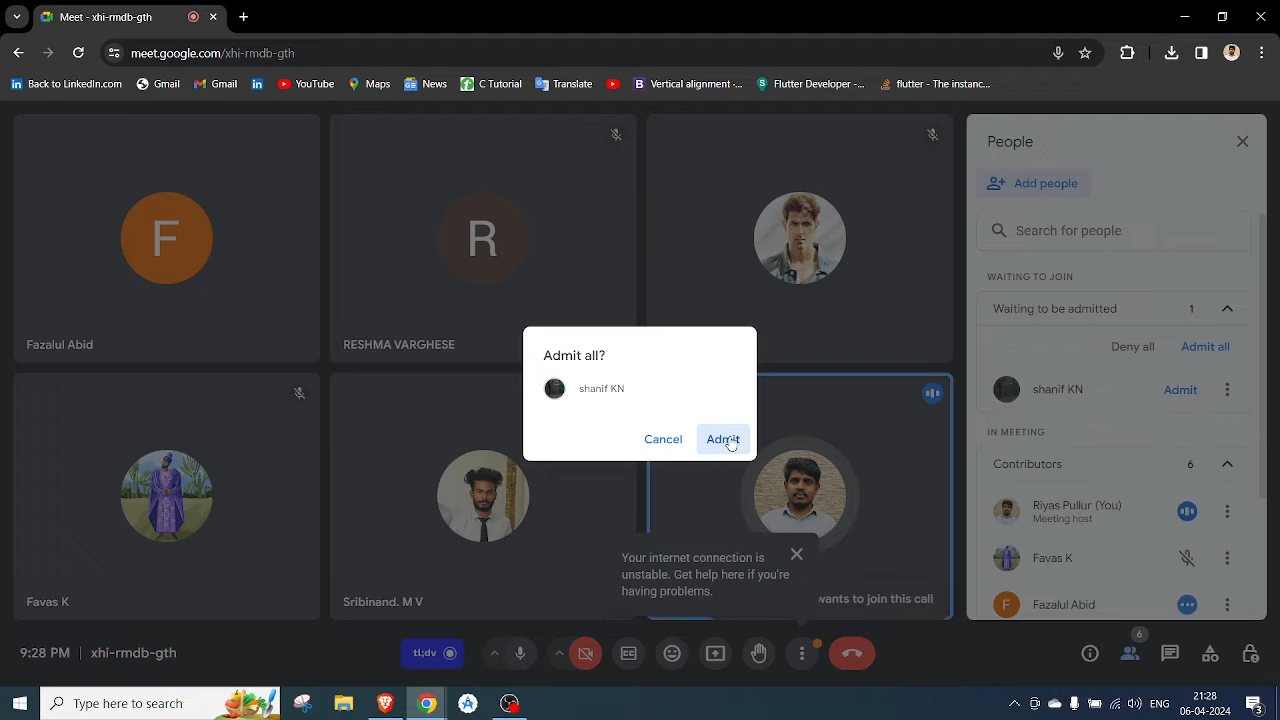 Meet - xhi-rmdb-gth
meet.google.com/xhi-rmdb-gth
Back to LinkedIn.com
Gmail
Gmail
YouTube
Maps
News
C Tutorial
Translate
Vertical alignment -...
Flutter Developer -...
flutter - The instanc...
F
Fazalul Abid
R
RESHMA VARGHESE
Favas K
Sribinand. M V
wants to join this call
Admit all?
shanif KN
Cancel
Admit
Your internet connection is
unstable. Get help here if you're
having problems.
People
Add people
Search for people
WAITING TO JOIN
Waiting to be admitted 1
Deny all Admit all
shanif KN Admit
IN MEETING
Contributors 6
Riyas Pullur (You)
Meeting host
Favas K
F Fazalul Abid
9:28 PM | xhi-rmdb-gth
tl;dv
6
Type here to search
ENG
21:28
06-04-2024
3